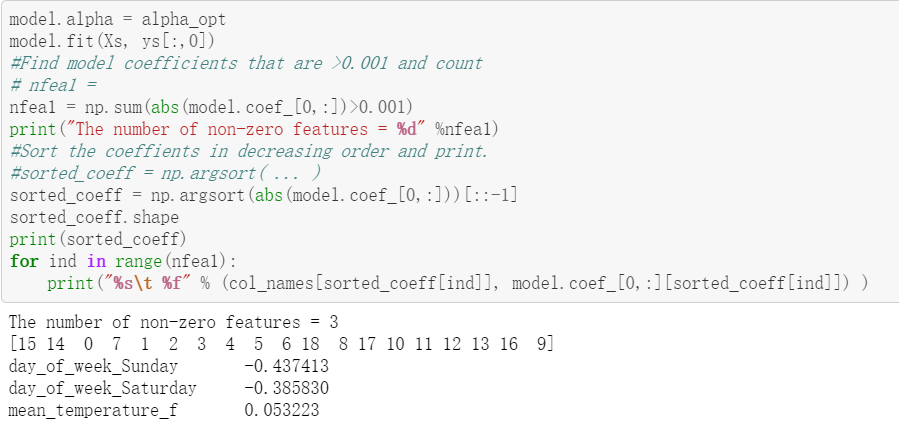 model.alpha = alpha_opt
model.fit(Xs, ys[:,0])
#Find model coefficients that are >0.001 and count
# nfea1 =
nfea1 = np.sum(abs(model.coef_[0,:])>0.001)
print("The number of non-zero features = %d" %nfea1)
#Sort the coeffients in decreasing order and print.
#sorted_coeff = np.argsort( ... )
sorted_coeff = np.argsort(abs(model.coef_[0,:]))[::-1]
sorted_coeff.shape
print(sorted_coeff)
for ind in range(nfea1):
    print("%s\t %f" % (col_names[sorted_coeff[ind]], model.coef_[0,:][sorted_coeff[ind]]) )
The number of non-zero features = 3
[15 14  0  7  1  2  3  4  5  6 18  8 17 10 11 12 13 16  9]
day_of_week_Sunday	 -0.437413
day_of_week_Saturday	 -0.385830
mean_temperature_f	 0.053223